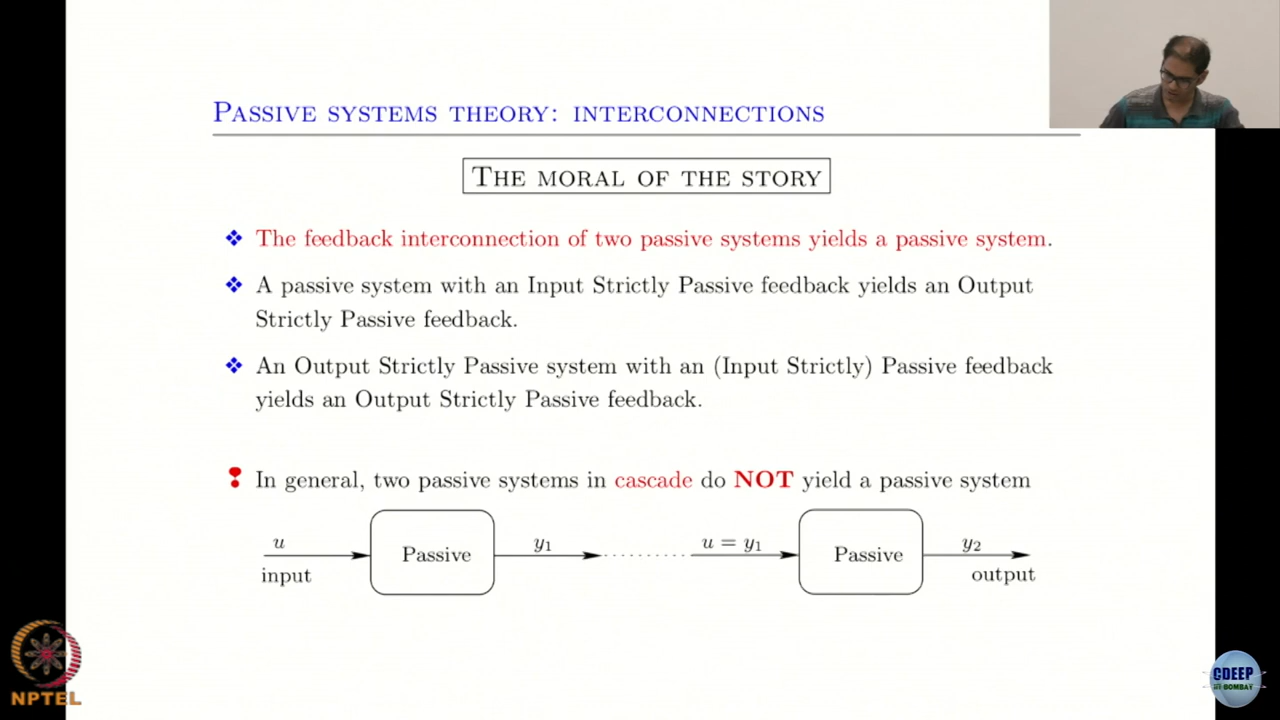 PASSIVE SYSTEMS THEORY: INTERCONNECTIONS
THE MORAL OF THE STORY
❖ The feedback interconnection of two passive systems yields a passive system.
❖ A passive system with an Input Strictly Passive feedback yields an Output
Strictly Passive feedback.
❖ An Output Strictly Passive system with an (Input Strictly) Passive feedback
yields an Output Strictly Passive feedback.
❢ In general, two passive systems in cascade do NOT yield a passive system
u
input
Passive
y₁
u = y₁
Passive
y₂
output
NPTEL
CDEEP
IIT BOMBAY